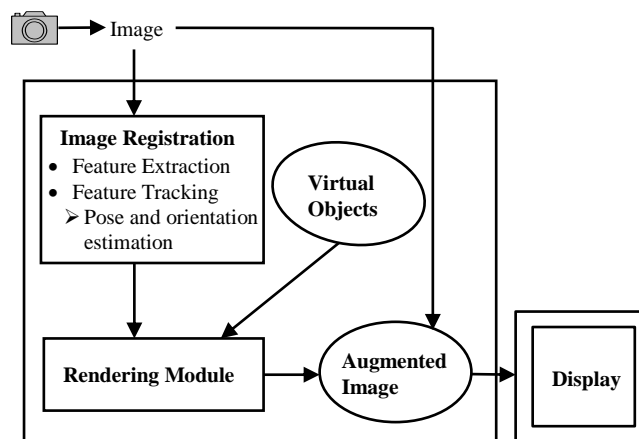 Image
Image Registration
• Feature Extraction
• Feature Tracking
➢ Pose and orientation
estimation
Virtual
Objects
Rendering Module
Augmented
Image
Display